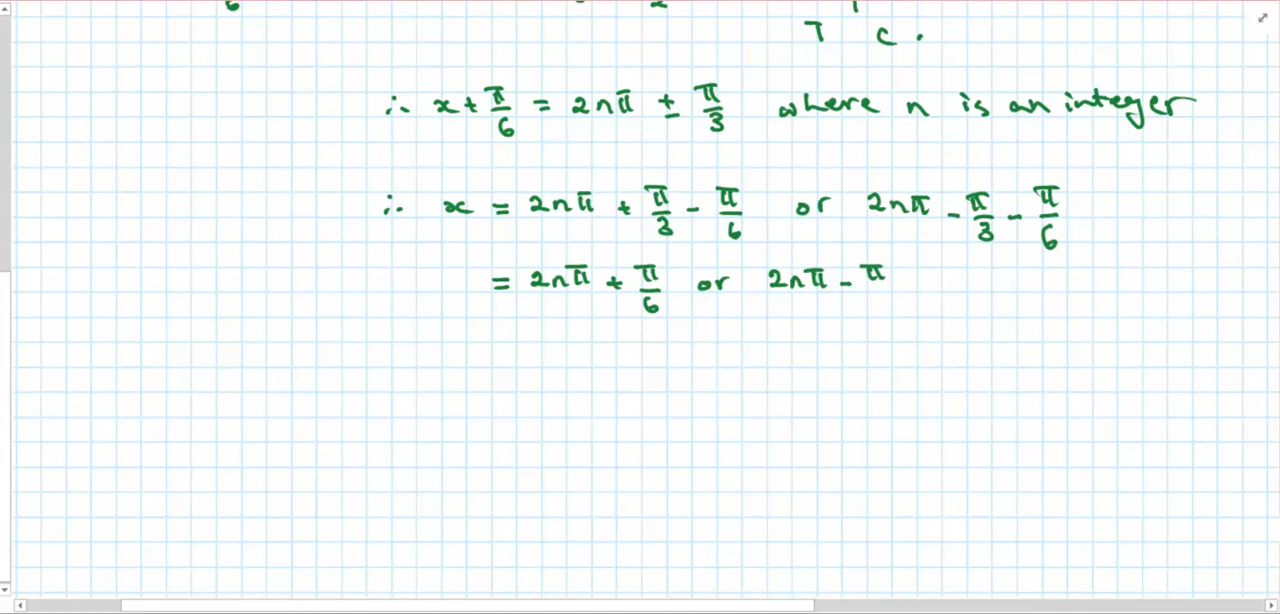 T C .
∴ x + π/6 = 2nπ ± π/3 where n is an integer
∴ x = 2nπ + π/3 - π/6 or 2nπ - π/3 - π/6
= 2nπ + π/6 or 2nπ - π